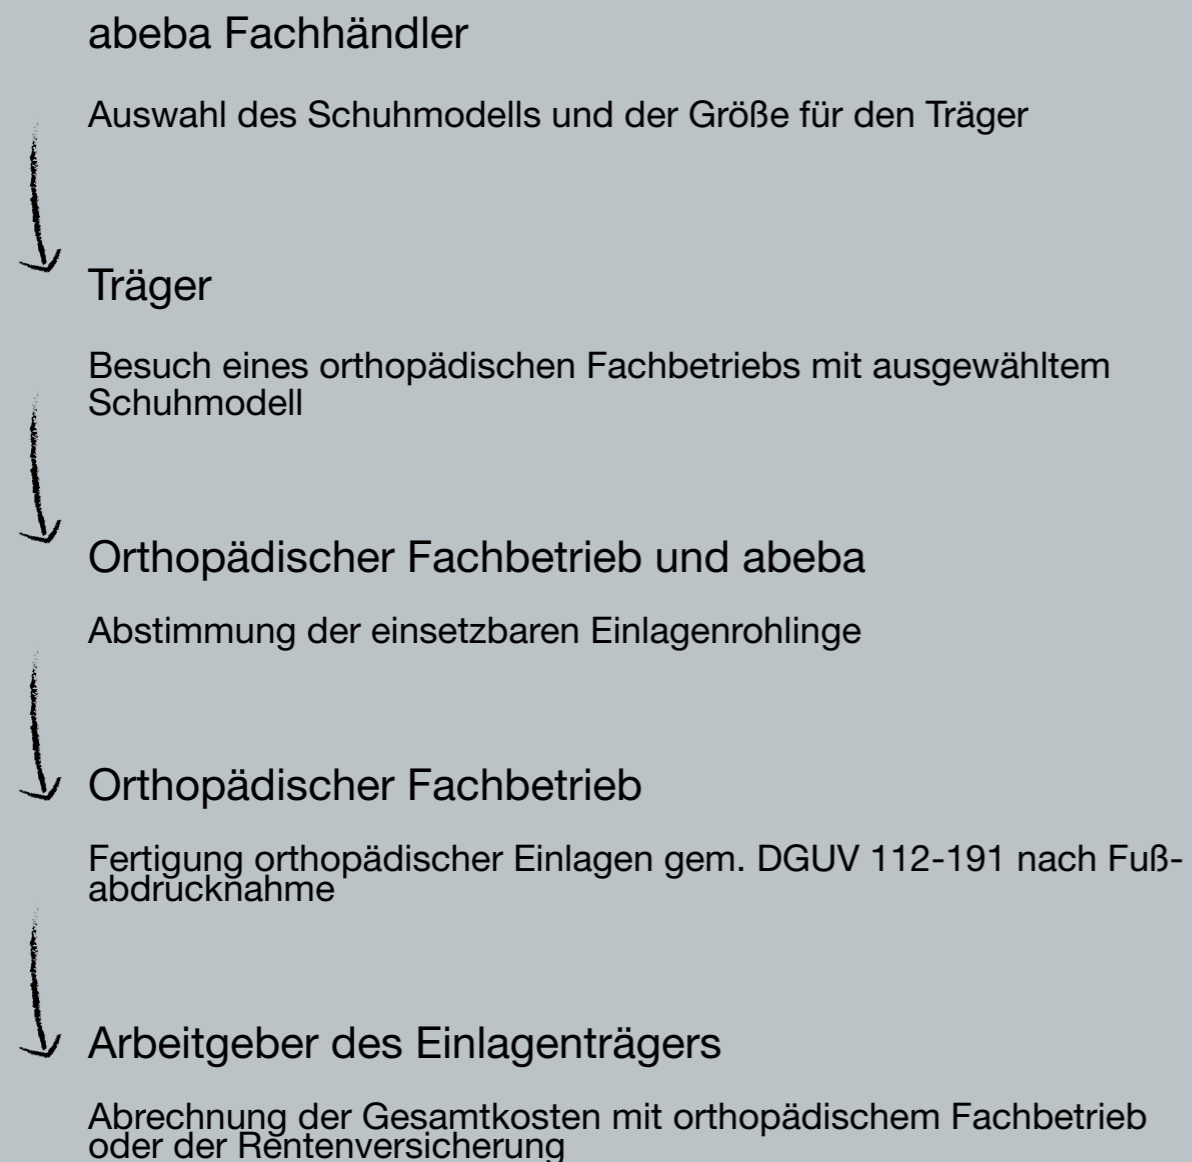 abeba Fachhändler
Auswahl des Schuhmodells und der Größe für den Träger
Träger
Besuch eines orthopädischen Fachbetriebs mit ausgewähltem
Schuhmodell
Orthopädischer Fachbetrieb und abeba
Abstimmung der einsetzbaren Einlagenrohlinge
Orthopädischer Fachbetrieb
Fertigung orthopädischer Einlagen gem. DGUV 112-191 nach Fuß-
abdrucknahme
Arbeitgeber des Einlagenträgers
Abrechnung der Gesamtkosten mit orthopädischem Fachbetrieb
oder der Rentenversicherung